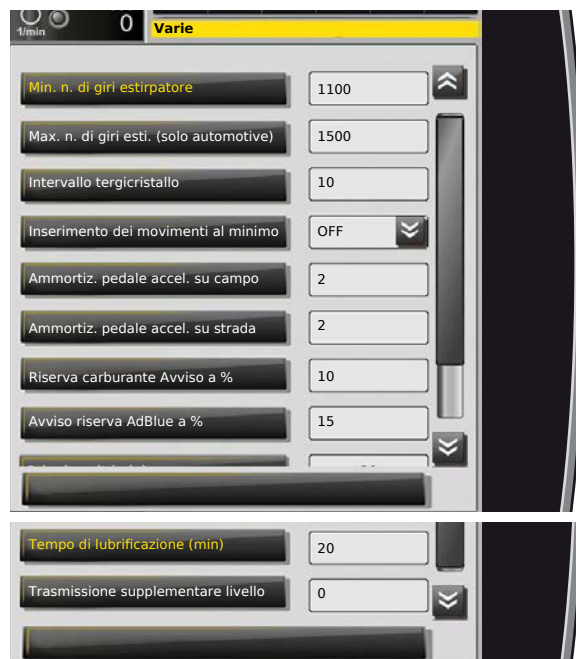 1/min
0
Varie
Min. n. di giri estirpatore
1100
Max. n. di giri esti. (solo automotive)
1500
Intervallo tergicristallo
10
Inserimento dei movimenti al minimo
OFF
Ammortiz. pedale accel. su campo
2
Ammortiz. pedale accel. su strada
2
Riserva carburante Avviso a %
10
Avviso riserva AdBlue a %
15
Tempo di lubrificazione (min)
20
Trasmissione supplementare livello
0